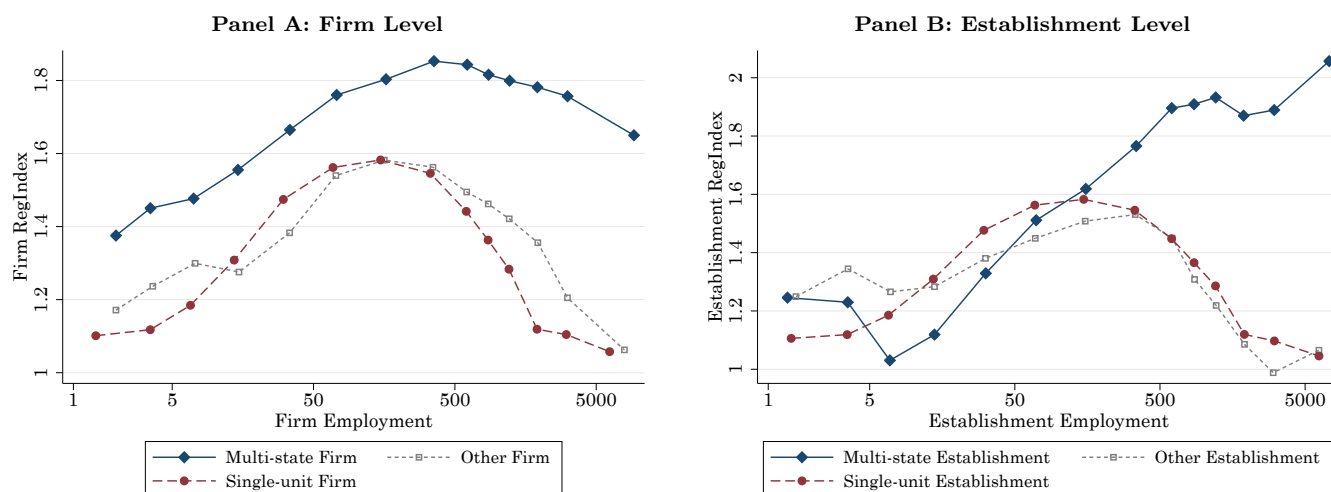 Panel A: Firm Level
Firm RegIndex
1.8
1.6
1.4
1.2
1
1 5 50 500 5000
Firm Employment
Multi-state Firm Other Firm
Single-unit Firm
Panel B: Establishment Level
Establishment RegIndex
2
1.8
1.6
1.4
1.2
1
1 5 50 500 5000
Establishment Employment
Multi-state Establishment Other Establishment
Single-unit Establishment